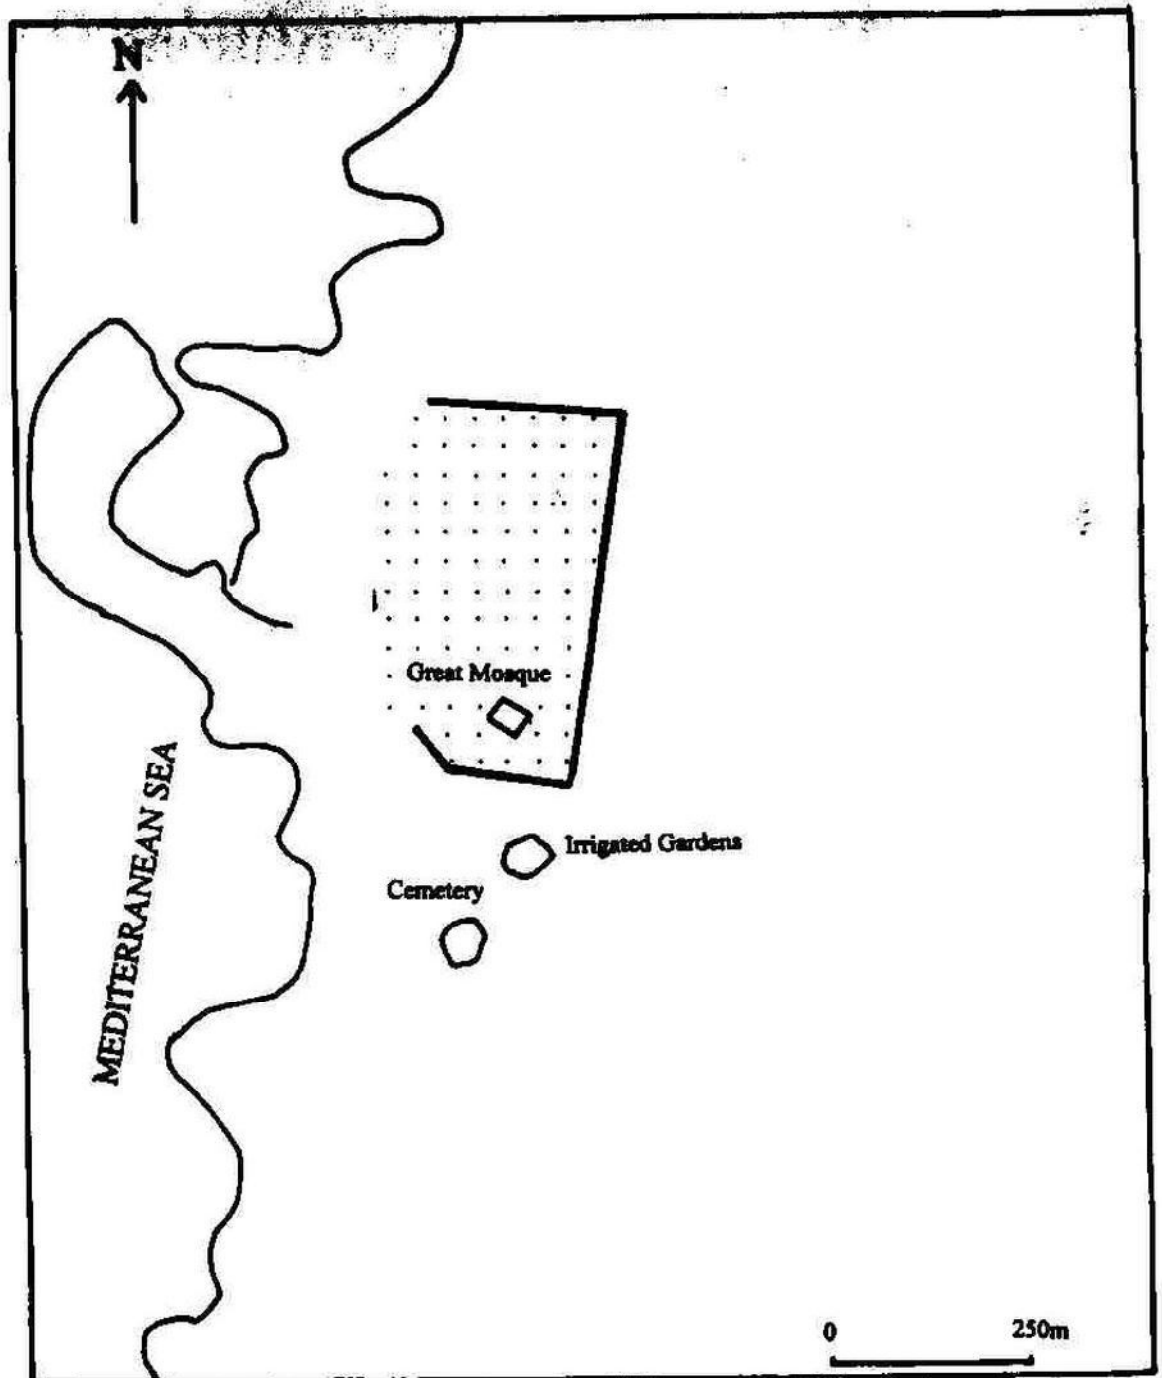 N
Great Mosque
Irrigated Gardens
Cemetery
MEDITERRANEAN SEA
0 250m